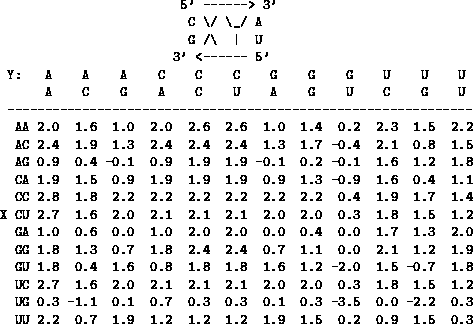 5' ------> 3'
C \/ \_/ A
G /\ | U
3' <------ 5'
Y: A A A C C C G G G U U U
A C G A C U A G U C G U
------------------------------------------------------------------
AA 2.0 1.6 1.0 2.0 2.6 2.6 1.0 1.4 0.2 2.3 1.5 2.2
AC 2.4 1.9 1.3 2.4 2.4 2.4 1.3 1.7 -0.4 2.1 0.8 1.5
AG 0.9 0.4 -0.1 0.9 1.9 1.9 -0.1 0.2 -0.1 1.6 1.2 1.8
CA 1.9 1.5 0.9 1.9 1.9 1.9 0.9 1.3 -0.9 1.6 0.4 1.1
CC 2.8 1.8 2.2 2.2 2.2 2.2 2.2 2.2 0.4 1.9 1.7 1.4
X CU 2.7 1.6 2.0 2.1 2.1 2.1 2.0 2.0 0.3 1.8 1.5 1.2
GA 1.0 0.6 0.0 1.0 2.0 2.0 0.0 0.4 0.0 1.7 1.3 2.0
GG 1.8 1.3 0.7 1.8 2.4 2.4 0.7 1.1 0.0 2.1 1.2 1.9
GU 1.8 0.4 1.6 0.8 1.8 1.8 1.6 1.2 -2.0 1.5 -0.7 1.8
UC 2.7 1.6 2.0 2.1 2.1 2.1 2.0 2.0 0.3 1.8 1.5 1.2
UG 0.3 -1.1 0.1 0.7 0.3 0.3 0.1 0.3 -3.5 0.0 -2.2 0.3
UU 2.2 0.7 1.9 1.2 1.2 1.2 1.9 1.5 0.2 0.9 1.5 0.3